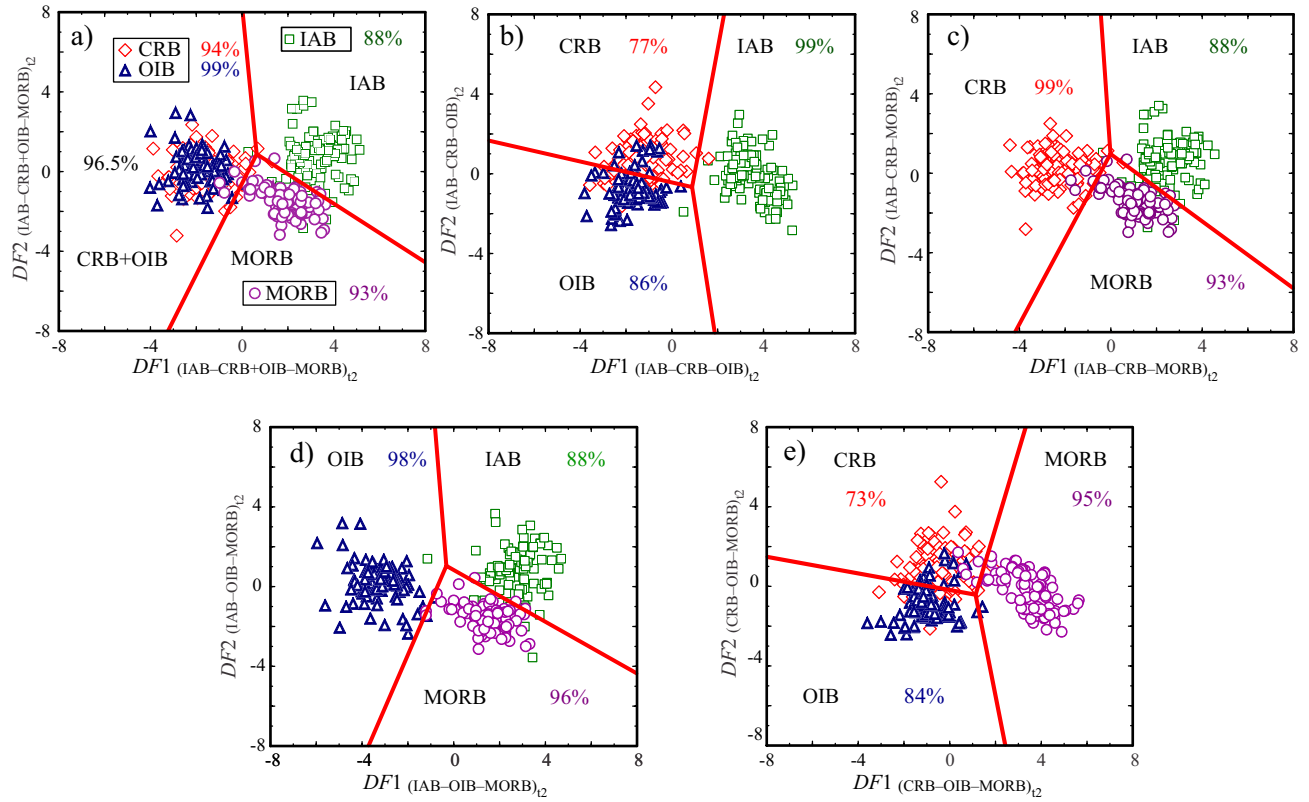 a)
CRB 94%
OIB 99%
IAB 88%
IAB
96.5%
CRB+OIB
MORB
MORB 93%
8
4
0
-4
-8
-8 -4 0 4 8
DF2 (IAB–CRB+OIB–MORB)t2
DF1 (IAB–CRB+OIB–MORB)t2
b)
CRB 77%
IAB 99%
OIB 86%
8
4
0
-4
-8
-8 -4 0 4 8
DF2 (IAB–CRB–OIB)t2
DF1 (IAB–CRB–OIB)t2
c)
IAB 88%
CRB 99%
MORB 93%
8
4
0
-4
-8
-8 -4 0 4 8
DF2 (IAB–CRB–MORB)t2
DF1 (IAB–CRB–MORB)t2
d)
OIB 98%
IAB 88%
MORB 96%
8
4
0
-4
-8
-8 -4 0 4 8
DF2 (IAB–OIB–MORB)t2
DF1 (IAB–OIB–MORB)t2
e)
CRB
73%
MORB
95%
OIB 84%
8
4
0
-4
-8
-8 -4 0 4 8
DF2 (CRB–OIB–MORB)t2
DF1 (CRB–OIB–MORB)t2